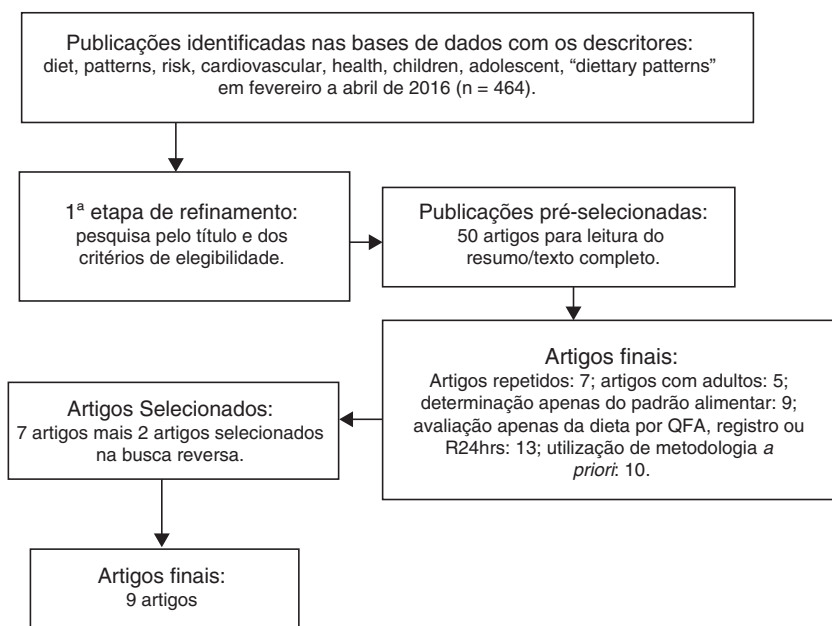 Publicações identificadas nas bases de dados com os descritores:
diet, patterns, risk, cardiovascular, health, children, adolescent, “diettary patterns”
em fevereiro a abril de 2016 (n = 464).
1ª etapa de refinamento:
pesquisa pelo título e dos
critérios de elegibilidade.
Publicações pré-selecionadas:
50 artigos para leitura do
resumo/texto completo.
Artigos finais:
Artigos repetidos: 7; artigos com adultos: 5;
determinação apenas do padrão alimentar: 9;
avaliação apenas da dieta por QFA, registro ou
R24hrs: 13; utilização de metodologia a
priori: 10.
Artigos Selecionados:
7 artigos mais 2 artigos selecionados
na busca reversa.
Artigos finais:
9 artigos